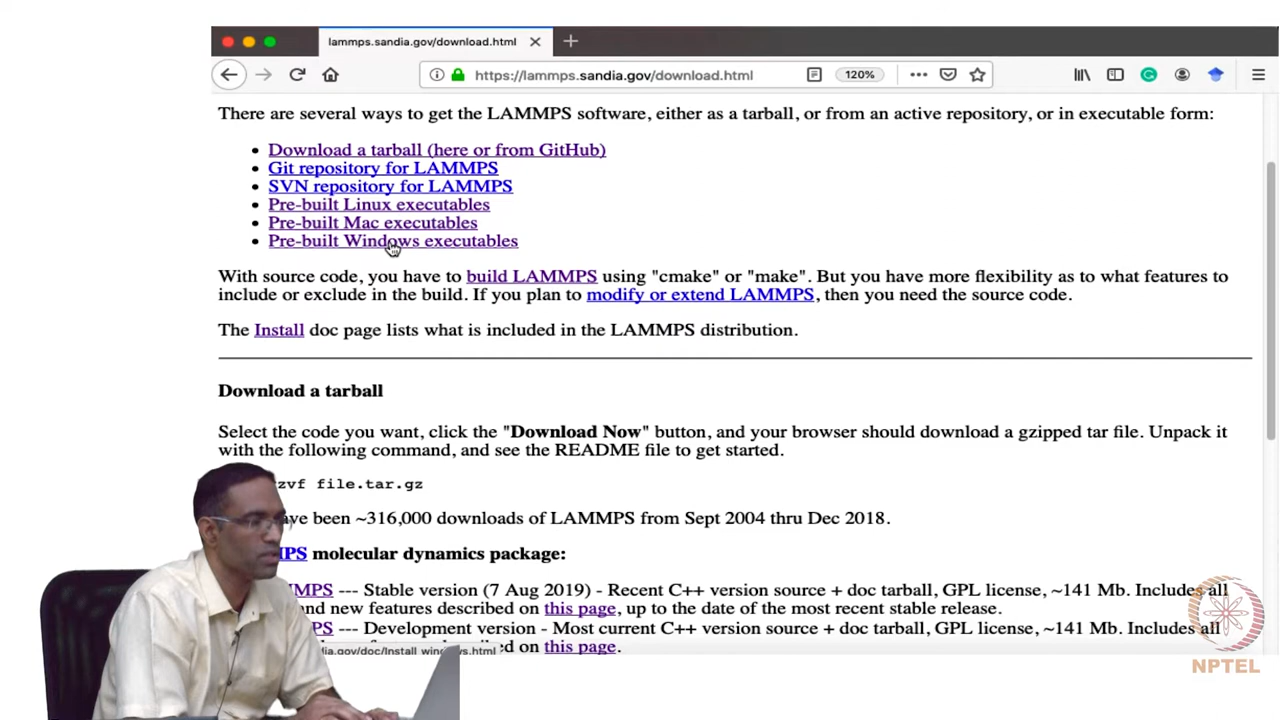 lammps.sandia.gov/download.html
https://lammps.sandia.gov/download.html
120%
There are several ways to get the LAMMPS software, either as a tarball, or from an active repository, or in executable form:
Download a tarball (here or from GitHub)
Git repository for LAMMPS
SVN repository for LAMMPS
Pre-built Linux executables
Pre-built Mac executables
Pre-built Windows executables
With source code, you have to build LAMMPS using "cmake" or "make". But you have more flexibility as to what features to
include or exclude in the build. If you plan to modify or extend LAMMPS, then you need the source code.
The Install doc page lists what is included in the LAMMPS distribution.
Download a tarball
Select the code you want, click the "Download Now" button, and your browser should download a gzipped tar file. Unpack it
with the following command, and see the README file to get started.
zvf file.tar.gz
been ~316,000 downloads of LAMMPS from Sept 2004 thru Dec 2018.
molecular dynamics package:
--- Stable version (7 Aug 2019) - Recent C++ version source + doc tarball, GPL license, ~141 Mb. Includes all
and new features described on this page, up to the date of the most recent stable release.
--- Development version - Most current C++ version source + doc tarball, GPL license, ~141 Mb. Includes all
on this page.
NPTEL